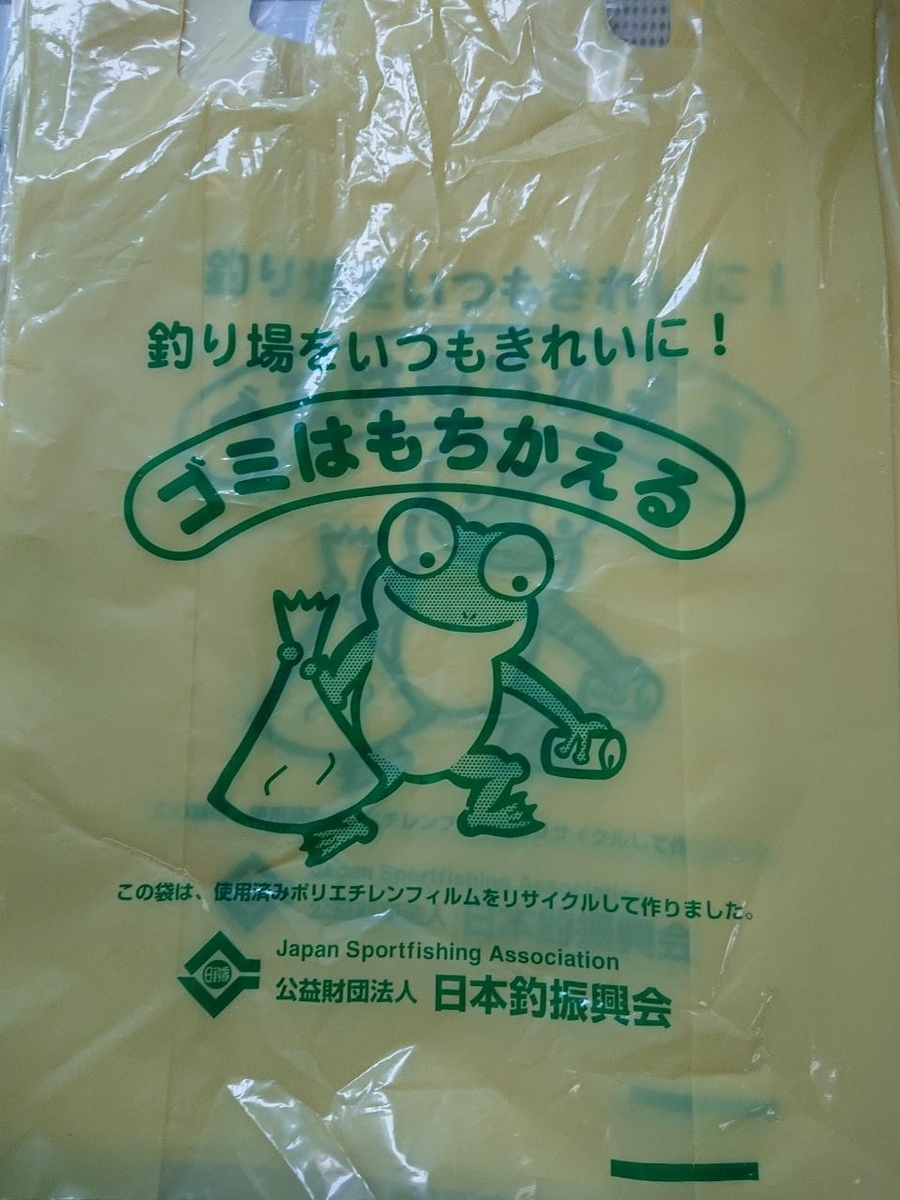 釣り場をいつもきれいに！
ゴミはもちかえる
この袋は、使用済みポリエチレンフィルムをリサイクルして作りました。
Japan Sportfishing Association
公益財団法人 日本釣振興会